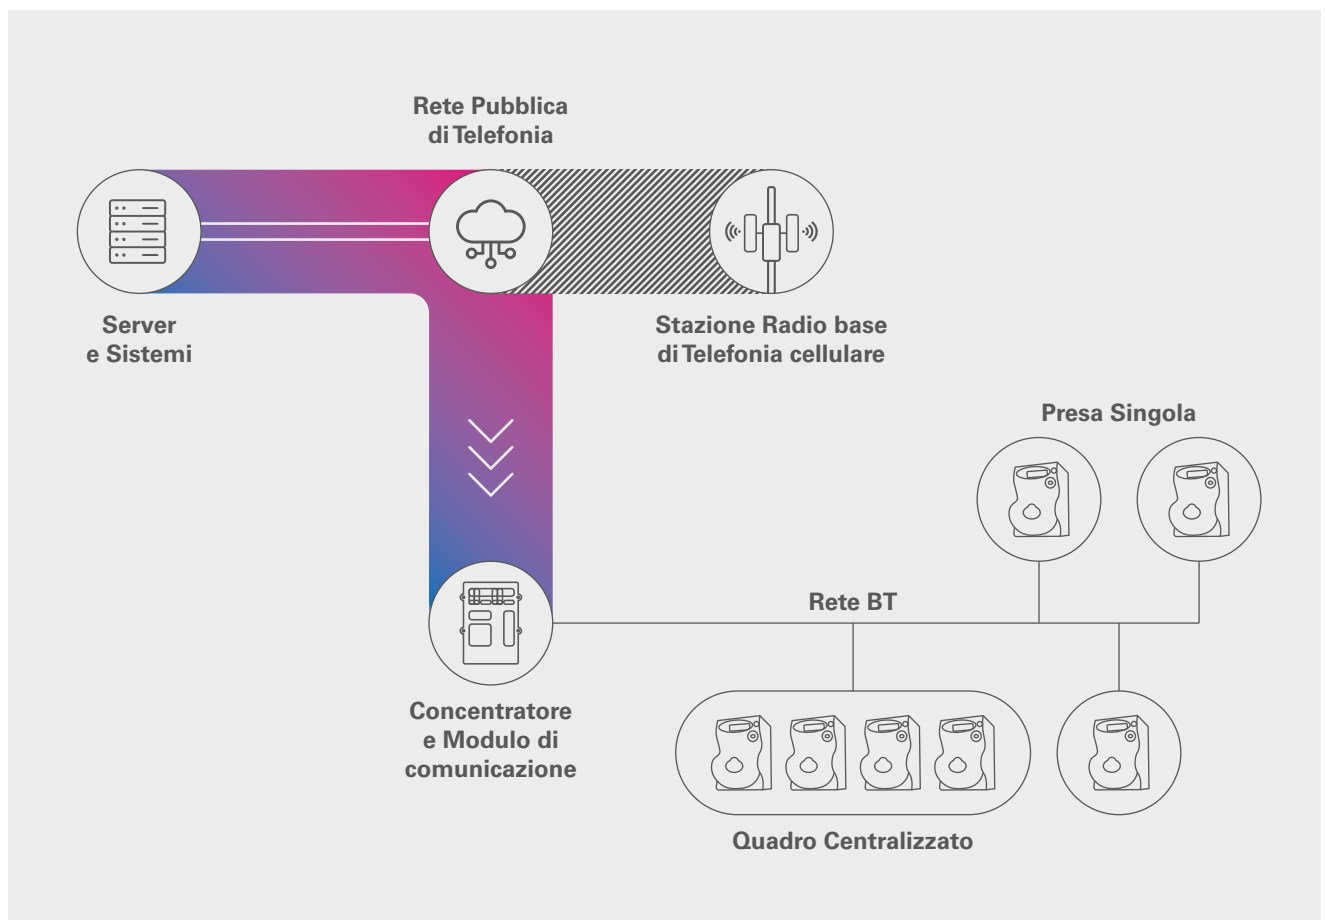 Rete Pubblica
di Telefonia
Server
e Sistemi
Stazione Radio base
di Telefonia cellulare
Presa Singola
Rete BT
Concentratore
e Modulo di
comunicazione
Quadro Centralizzato